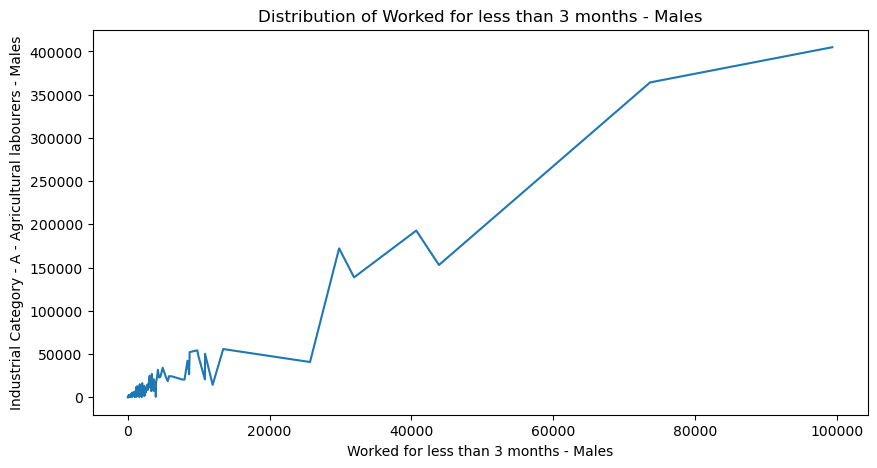 Distribution of Worked for less than 3 months - Males
Industrial Category - A - Agricultural labourers - Males
400000
350000
300000
250000
200000
150000
100000
50000
0
0 20000 40000 60000 80000 100000
Worked for less than 3 months - Males